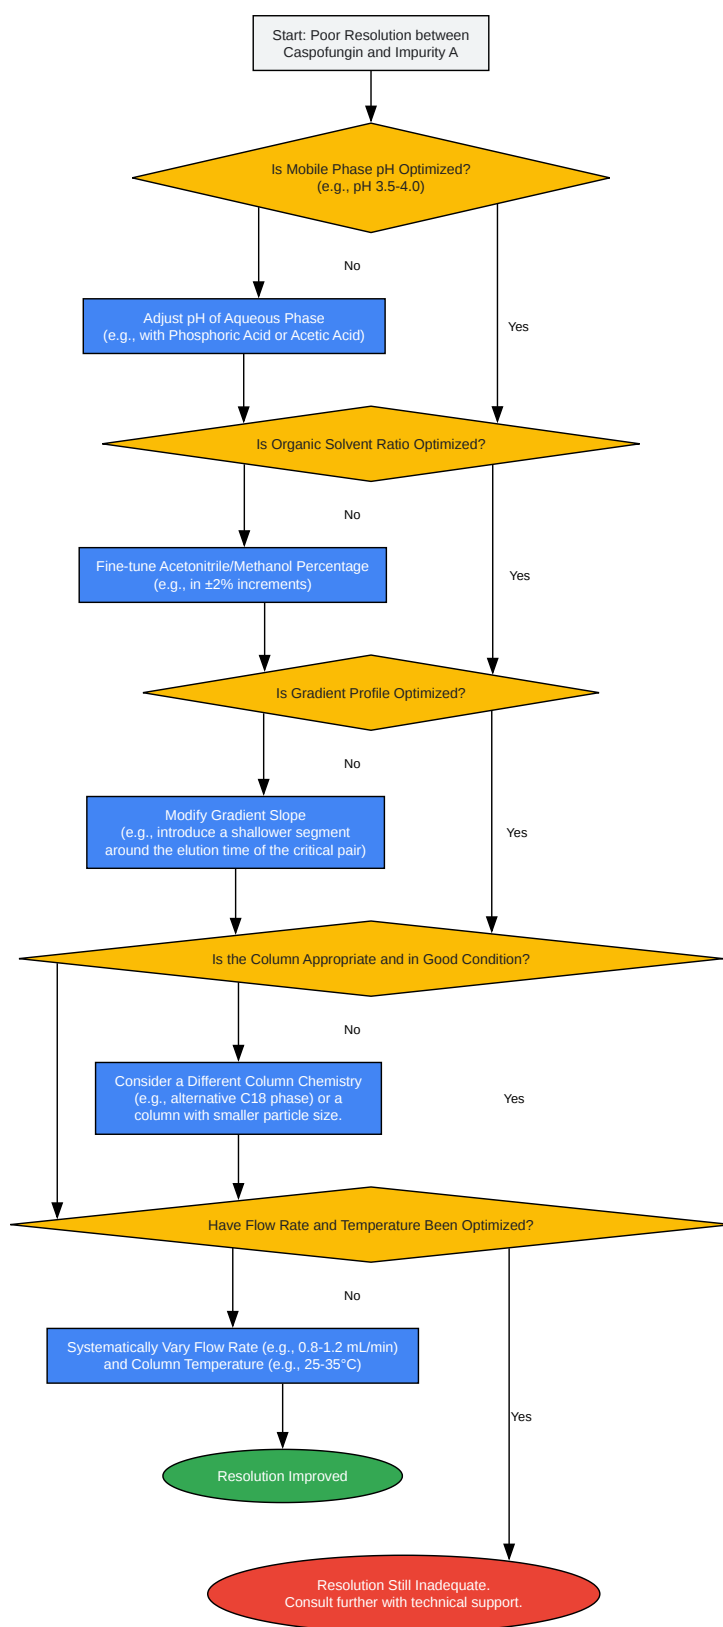 Start: Poor Resolution between
Caspofungin and Impurity A
Is Mobile Phase pH Optimized?
(e.g., pH 3.5-4.0)
No
Adjust pH of Aqueous Phase
(e.g., with Phosphoric Acid or Acetic Acid)
Yes
Is Organic Solvent Ratio Optimized?
No
Fine-tune Acetonitrile/Methanol Percentage
(e.g., in ±2% increments)
Yes
Is Gradient Profile Optimized?
No
Modify Gradient Slope
(e.g., introduce a shallower segment
around the elution time of the critical pair)
Yes
Is the Column Appropriate and in Good Condition?
No
Consider a Different Column Chemistry
(e.g., alternative C18 phase) or a
column with smaller particle size.
Yes
Have Flow Rate and Temperature Been Optimized?
No
Systematically Vary Flow Rate (e.g., 0.8-1.2 mL/min)
and Column Temperature (e.g., 25-35°C)
Yes
Resolution Improved
Resolution Still Inadequate.
Consult further with technical support.